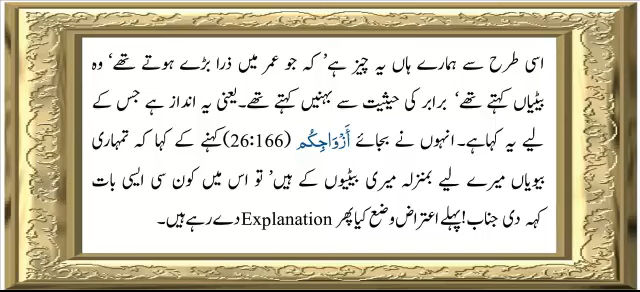 اسی طرح سے ہمارے ہاں یہ چیز ہے’ کہ جو عمر میں ذرا بڑے ہوتے تھے‘ وہ
بیٹیاں کہتے تھے‘ برابر کی حیثیت سے بہنیں کہتے تھے۔یعنی یہ انداز ہے جس کے
لیے یہ کہاہے۔انہوں نے بجائے أَزْوَاجِكُم (26:166)کہنے کے کہا کہ تمہاری
بیویاں میرے لیے بمنزلہ میری بیٹیوں کے ہیں’ تو اس میں کون سی ایسی بات
کہہ دی جناب!پہلے اعتراض وضع کیا پھر Explanation دے رہے ہیں۔